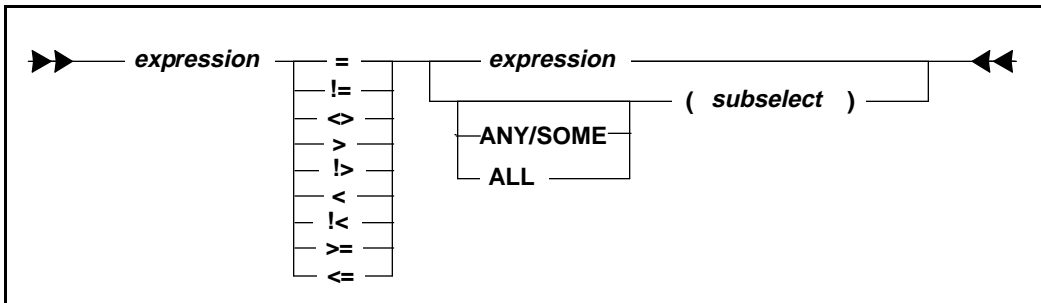 expression = expression
!=
<> ( subselect )
> ANY/SOME
!>
ALL
<
!<
>=
<=